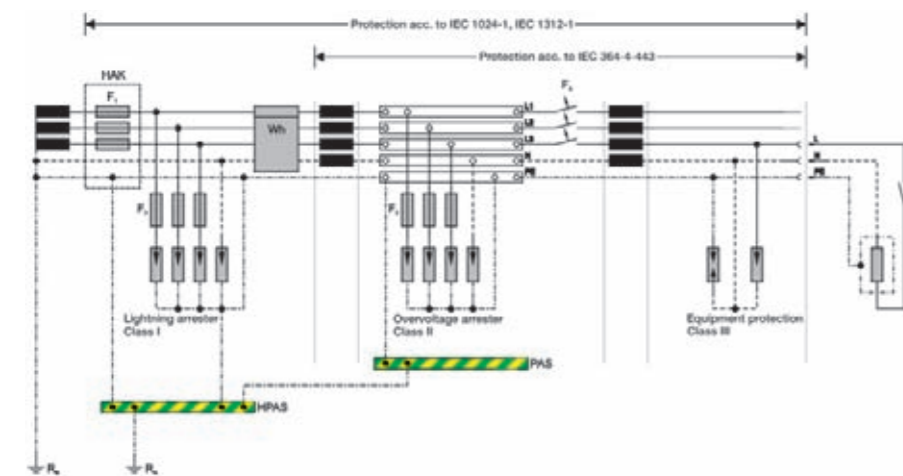 Protection acc. to IEC 1024-1, IEC 1312-1
Protection acc. to IEC 364-4-443
HAK
F₁
Wh
L1
L2
L3
N
PE
L
N
PE
Lightning arrester
Class I
Overvoltage arrester
Class II
Equipment protection
Class III
PAS
HPAS